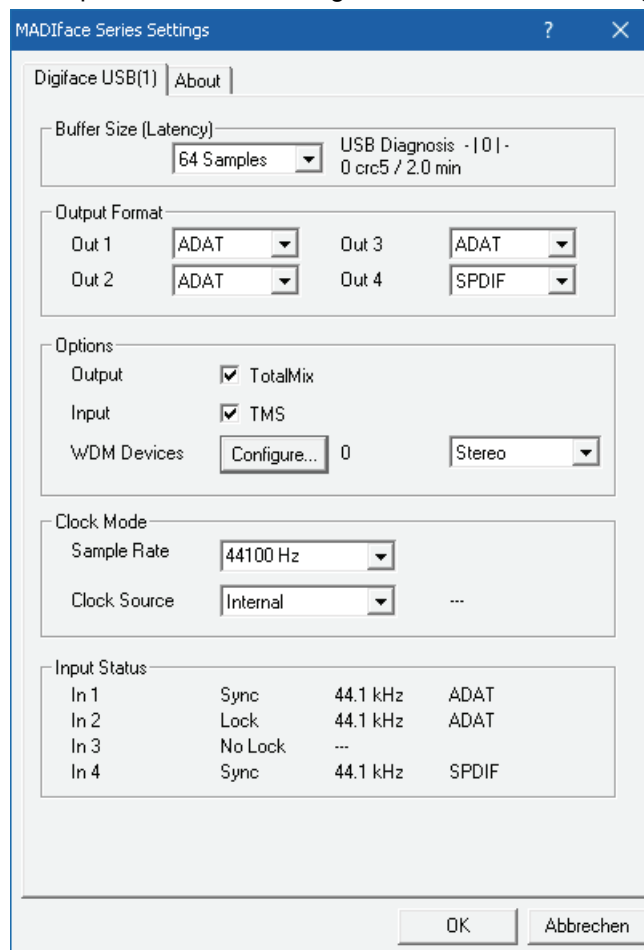 MADIface Series Settings ? ×
Digiface USB(1) About
Buffer Size (Latency)
64 Samples USB Diagnosis - | 0 | -
0 crc5 / 2.0 min
Output Format
Out 1 ADAT Out 3 ADAT
Out 2 ADAT Out 4 SPDIF
Options
Output TotalMix
Input TMS
WDM Devices Configure... 0 Stereo
Clock Mode
Sample Rate 44100 Hz
Clock Source Internal ---
Input Status
In 1 Sync 44.1 kHz ADAT
In 2 Lock 44.1 kHz ADAT
In 3 No Lock ---
In 4 Sync 44.1 kHz SPDIF
OK Abbrechen